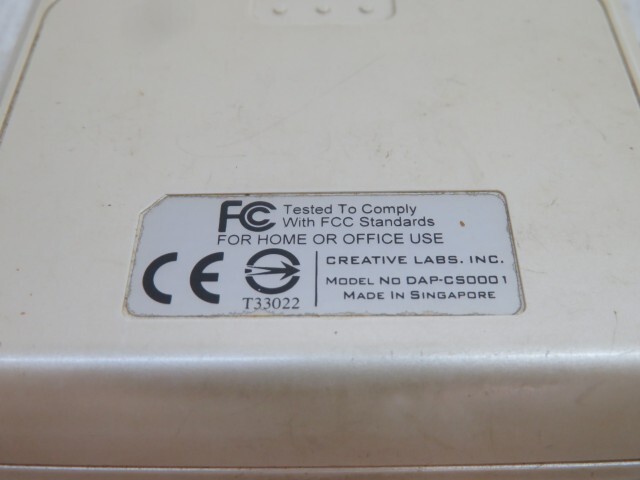 FC Tested To Comply
With FCC Standards
FOR HOME OR OFFICE USE
CE
T33022
CREATIVE LABS, INC.
MODEL NO DAP-CS0001
MADE IN SINGAPORE